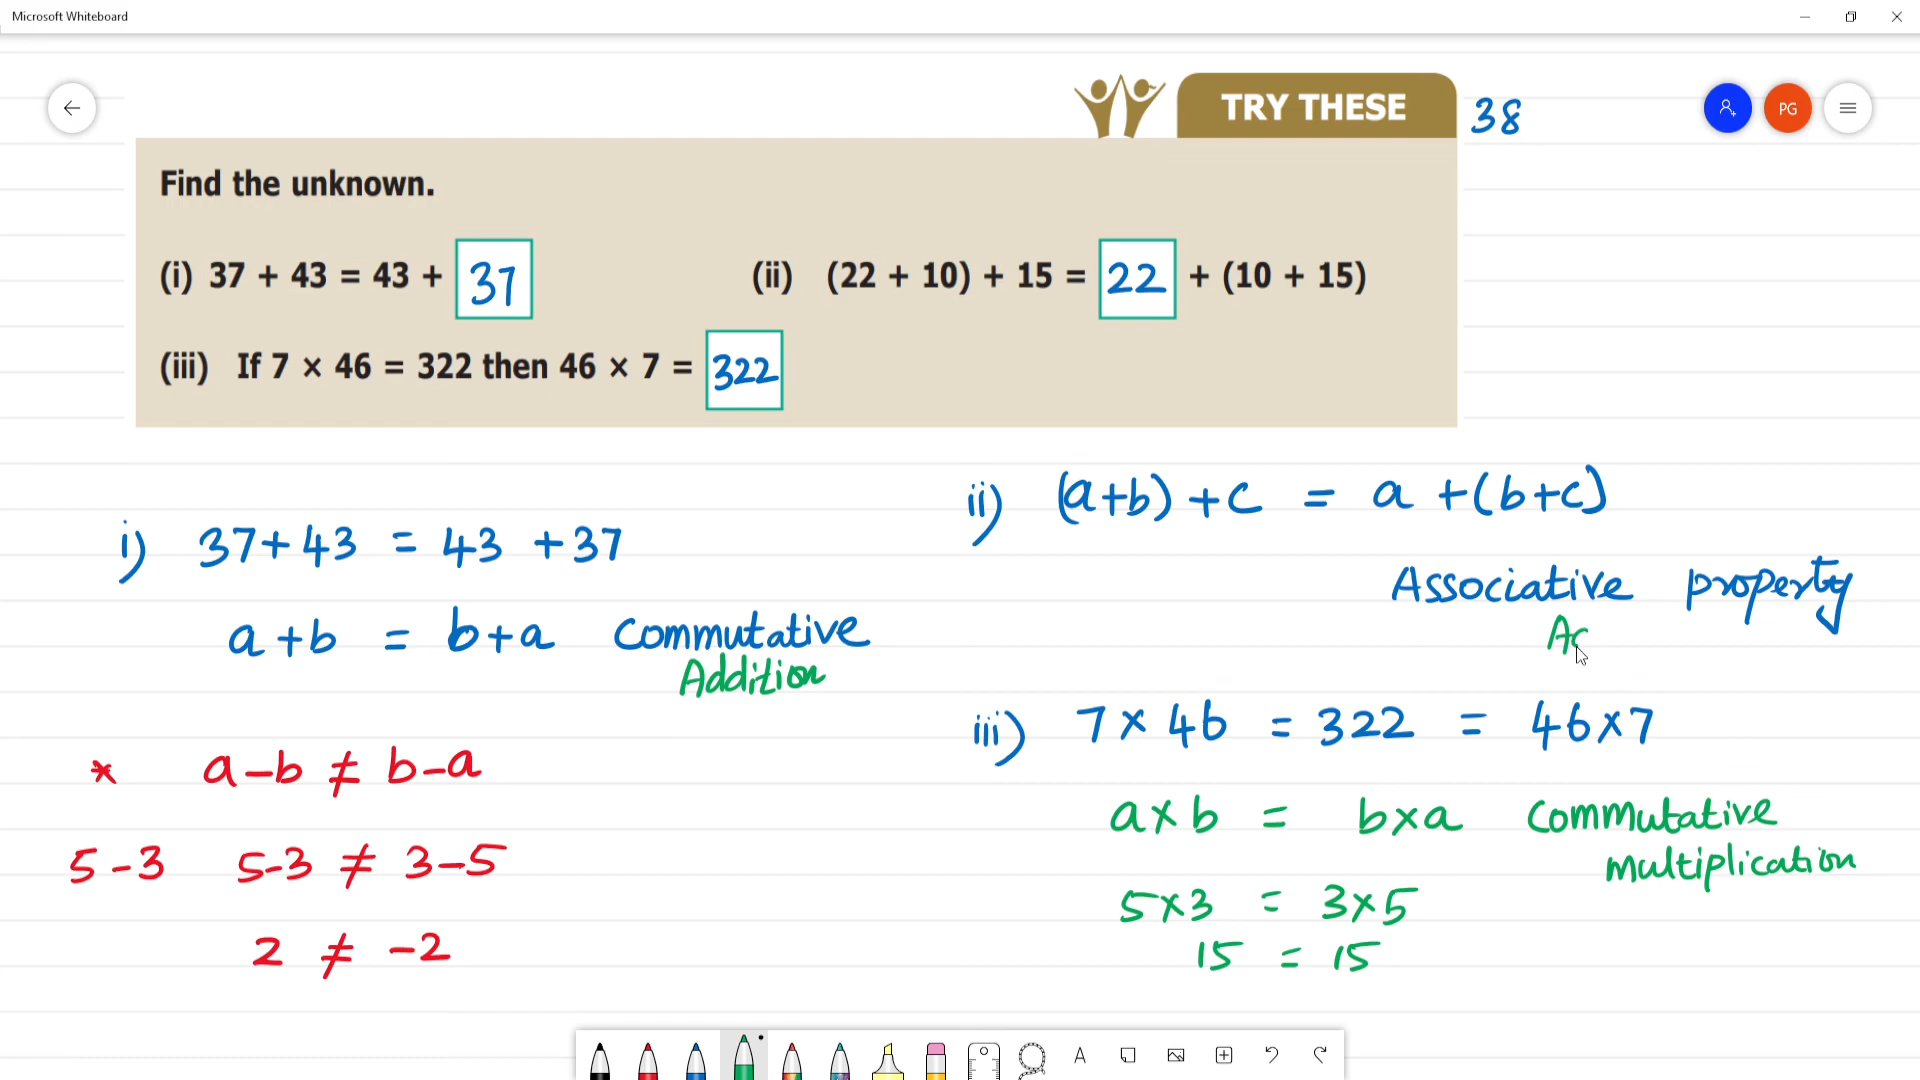 Microsoft Whiteboard
TRY THESE 38
PG
Find the unknown.
(i) 37 + 43 = 43 + 37
(ii) (22 + 10) + 15 = 22 + (10 + 15)
(iii) If 7 × 46 = 322 then 46 × 7 = 322
i) 37+43 = 43 +37
a+b = b+a Commutative
Addition
* a-b ≠ b-a
5-3 5-3 ≠ 3-5
2 ≠ -2
ii) (a+b)+c = a+(b+c)
Associative property
Ad
iii) 7 × 46 = 322 = 46×7
a×b = b×a Commutative
multiplication
5×3 = 3×5
15 = 15
A